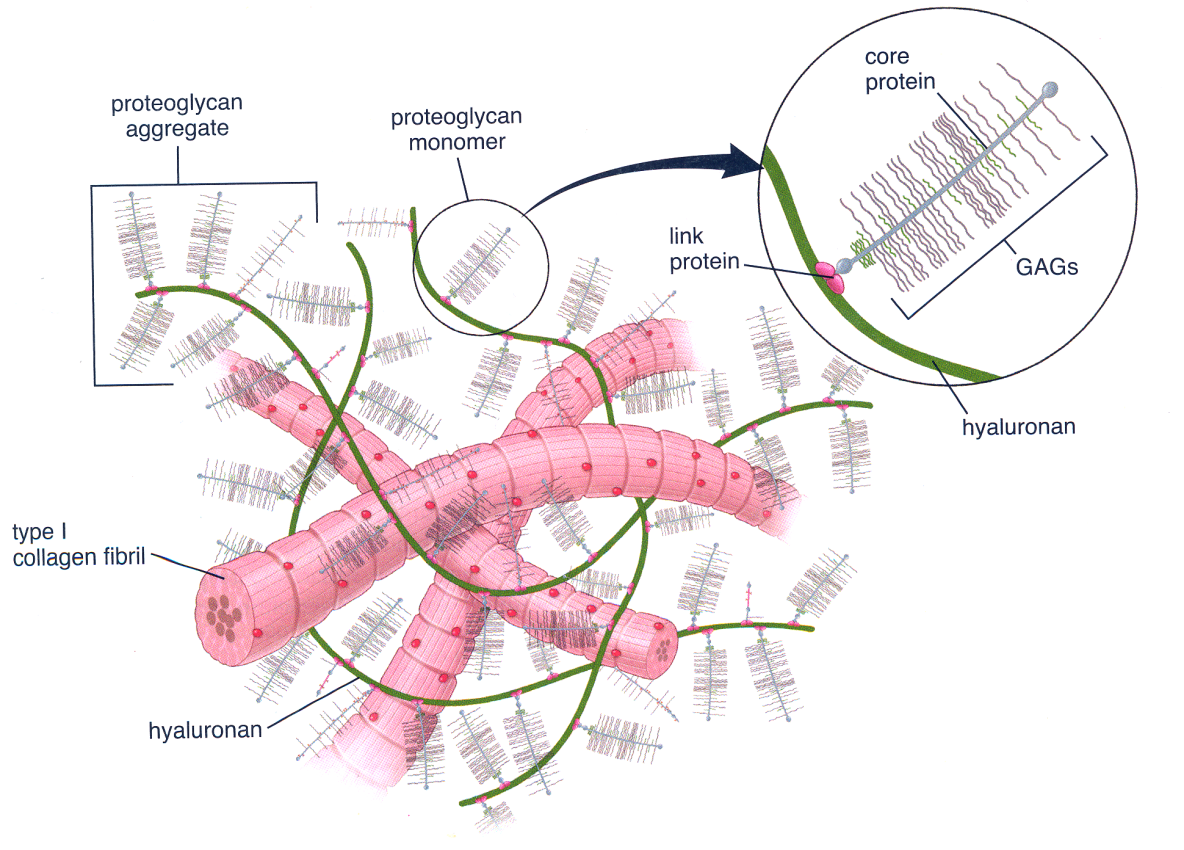 proteoglycan
aggregate
proteoglycan
monomer
core
protein
link
protein
GAGs
hyaluronan
type I
collagen fibril
hyaluronan